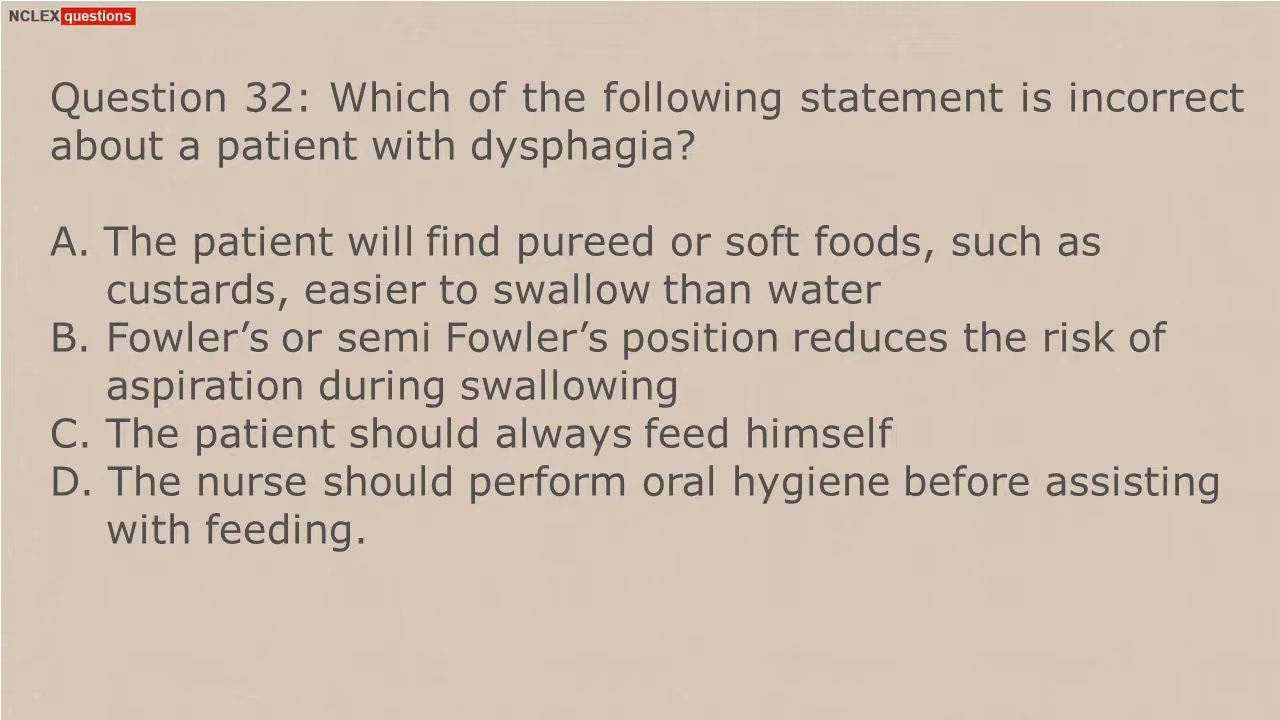 NCLEX questions
Question 32: Which of the following statement is incorrect
about a patient with dysphagia?
A. The patient will find pureed or soft foods, such as
custards, easier to swallow than water
B. Fowler’s or semi Fowler’s position reduces the risk of
aspiration during swallowing
C. The patient should always feed himself
D. The nurse should perform oral hygiene before assisting
with feeding.